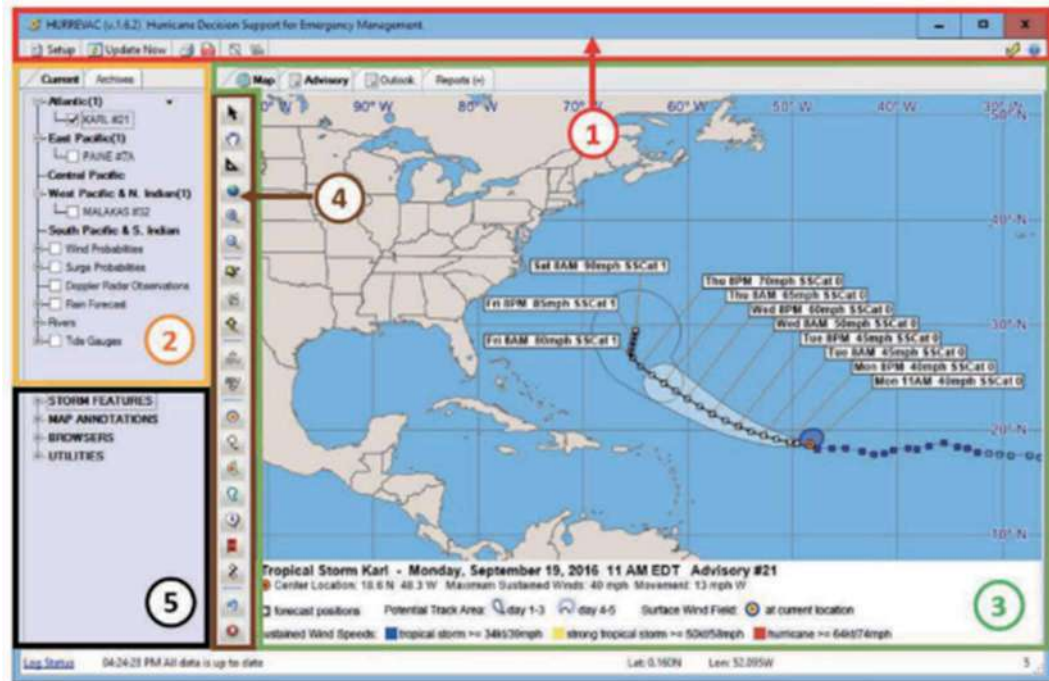 HURREVAC (v.1.6.2) Hurricane Decision Support for Emergency Management
Setup Update Now
1
Current Archives
Atlantic(1)
KARL #21
East Pacific(1)
PAINE #7A
Central Pacific
West Pacific & N. Indian(1)
MALAKAS #32
South Pacific & S. Indian
Wind Probabilities
Surge Probabilities
Doppler Radar Observations
Rain Forecast
Rivers
Tide Gauges
2
STORM FEATURES
MAP ANNOTATIONS
BROWSERS
UTILITIES
5
4
Map Advisory Outlook Reports (+)
90° W 80° W 70° W 60° W 50° W 40° W 30° W
50° N
40° N
30° N
20° N
10° N
Sat 8AM 90mph SSCat 1
Fri 8PM 85mph SSCat 1
Fri 8AM 80mph SSCat 1
Thu 8PM 70mph SSCat 0
Thu 8AM 65mph SSCat 0
Wed 8PM 60mph SSCat 0
Wed 8AM 50mph SSCat 0
Tue 8PM 45mph SSCat 0
Tue 8AM 45mph SSCat 0
Mon 8PM 40mph SSCat 0
Mon 11AM 40mph SSCat 0
Tropical Storm Karl - Monday, September 19, 2016 11 AM EDT Advisory #21
Center Location: 18.6 N 48.3 W Maximum Sustained Winds: 40 mph Movement: 13 mph W
forecast positions Potential Track Area: day 1-3 day 4-5 Surface Wind Field: at current location
ustained Wind Speeds: tropical storm >= 34kt/39mph strong tropical storm >= 50kt/58mph hurricane >= 64kt/74mph
3
Log Status 04:24:23 PM All data is up to date Lat: 0.160N Lon: 52.095W 5